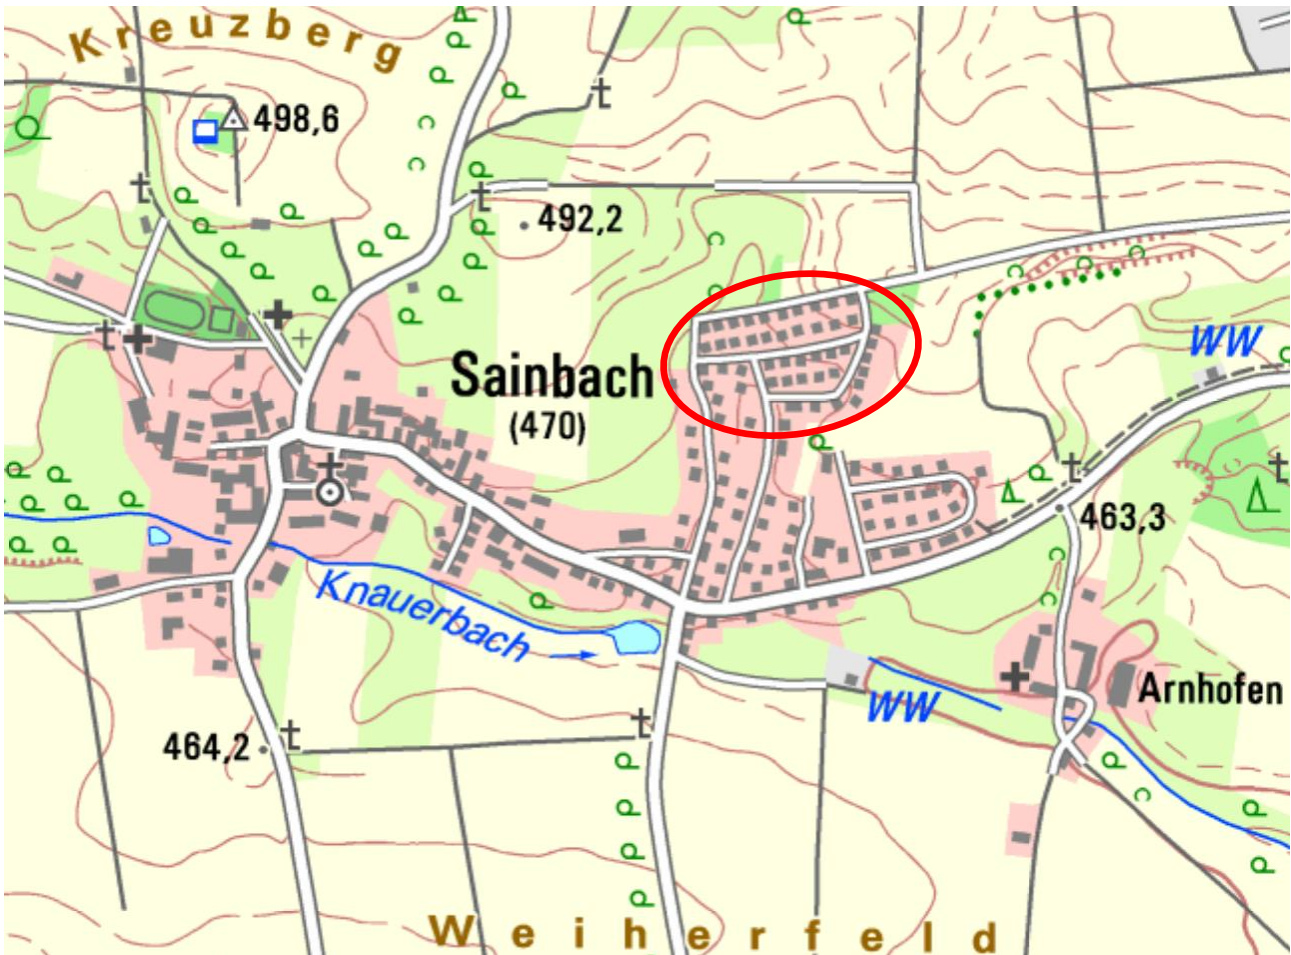 Kreuzberg
498,6
492,2
WW
Sainbach
(470)
463,3
Knauerbach
WW
Arnhofen
464,2
Weiherfeld